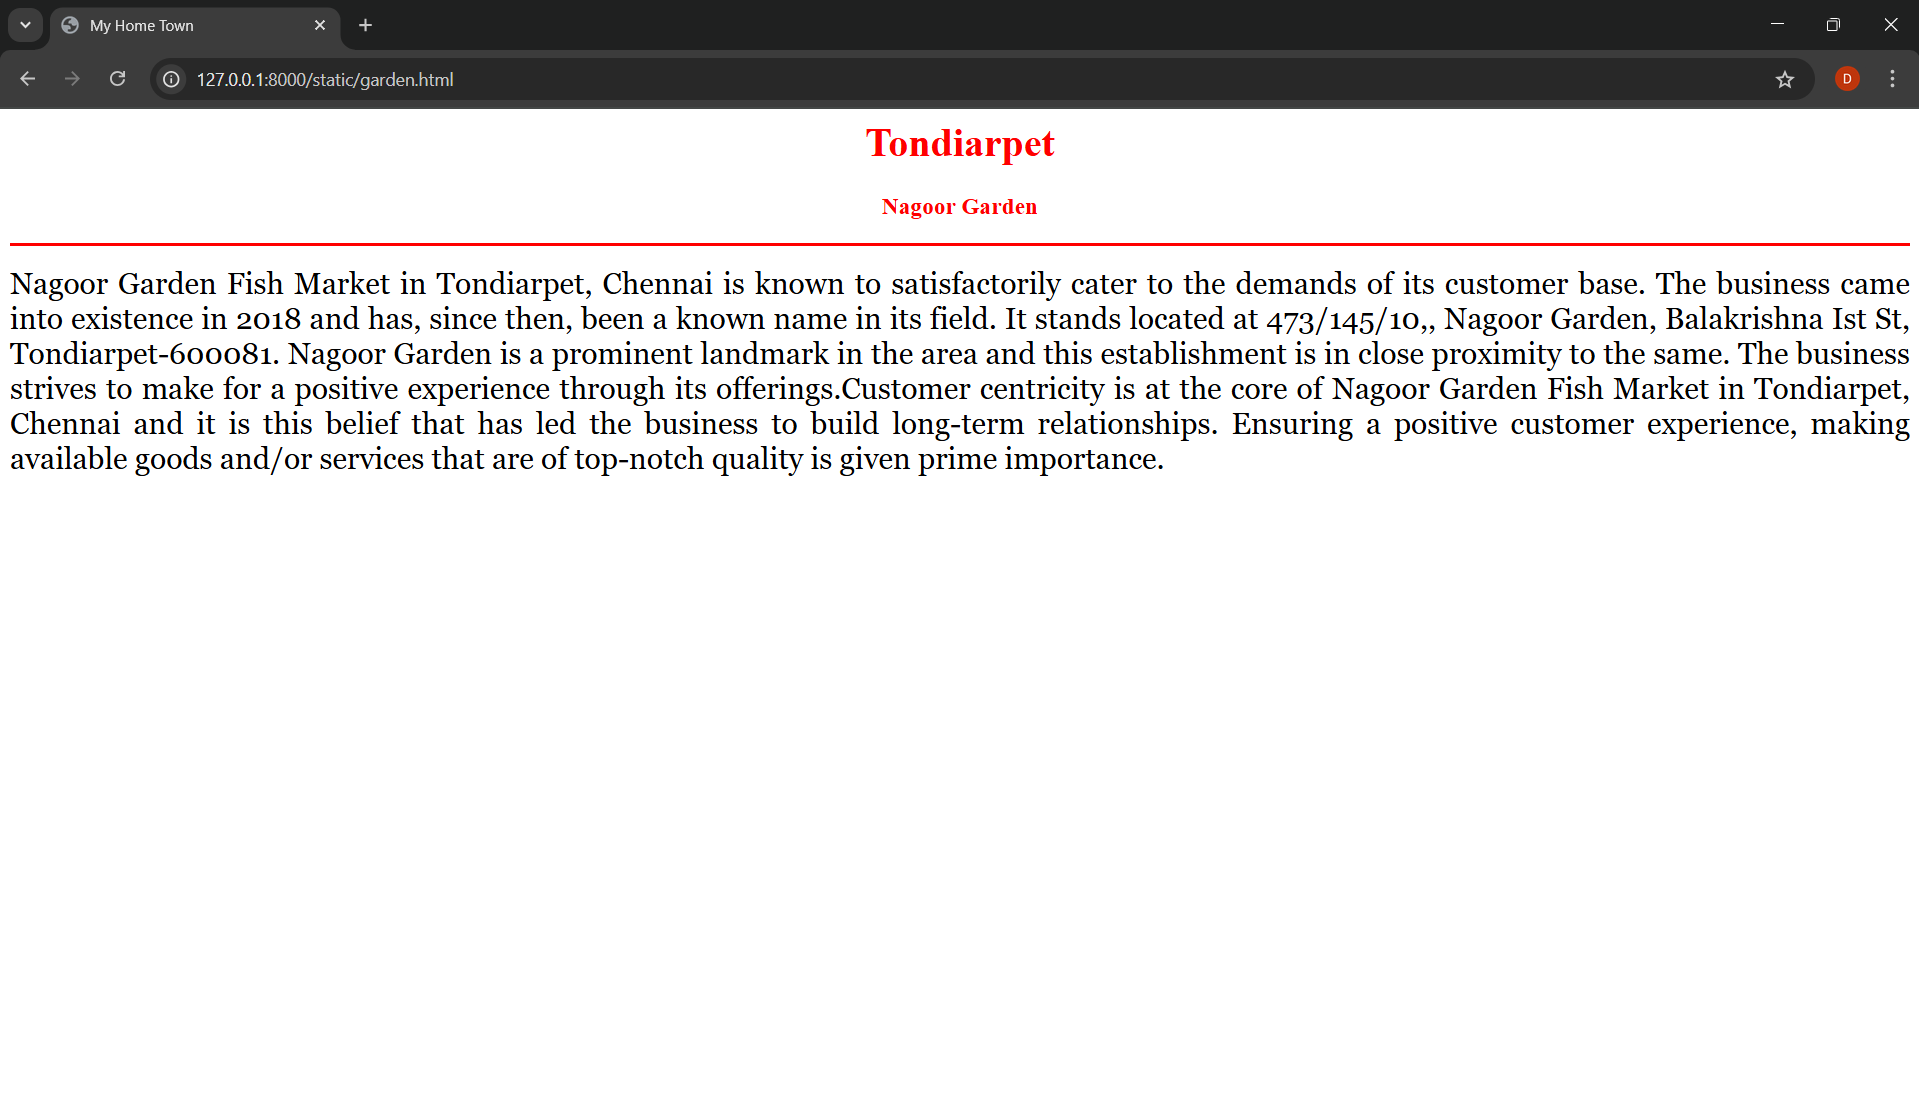 My Home Town
127.0.0.1:8000/static/garden.html
D
Tondiarpet
Nagoor Garden
Nagoor Garden Fish Market in Tondiarpet, Chennai is known to satisfactorily cater to the demands of its customer base. The business came
into existence in 2018 and has, since then, been a known name in its field. It stands located at 473/145/10,, Nagoor Garden, Balakrishna Ist St,
Tondiarpet-600081. Nagoor Garden is a prominent landmark in the area and this establishment is in close proximity to the same. The business
strives to make for a positive experience through its offerings.Customer centricity is at the core of Nagoor Garden Fish Market in Tondiarpet,
Chennai and it is this belief that has led the business to build long-term relationships. Ensuring a positive customer experience, making
available goods and/or services that are of top-notch quality is given prime importance.